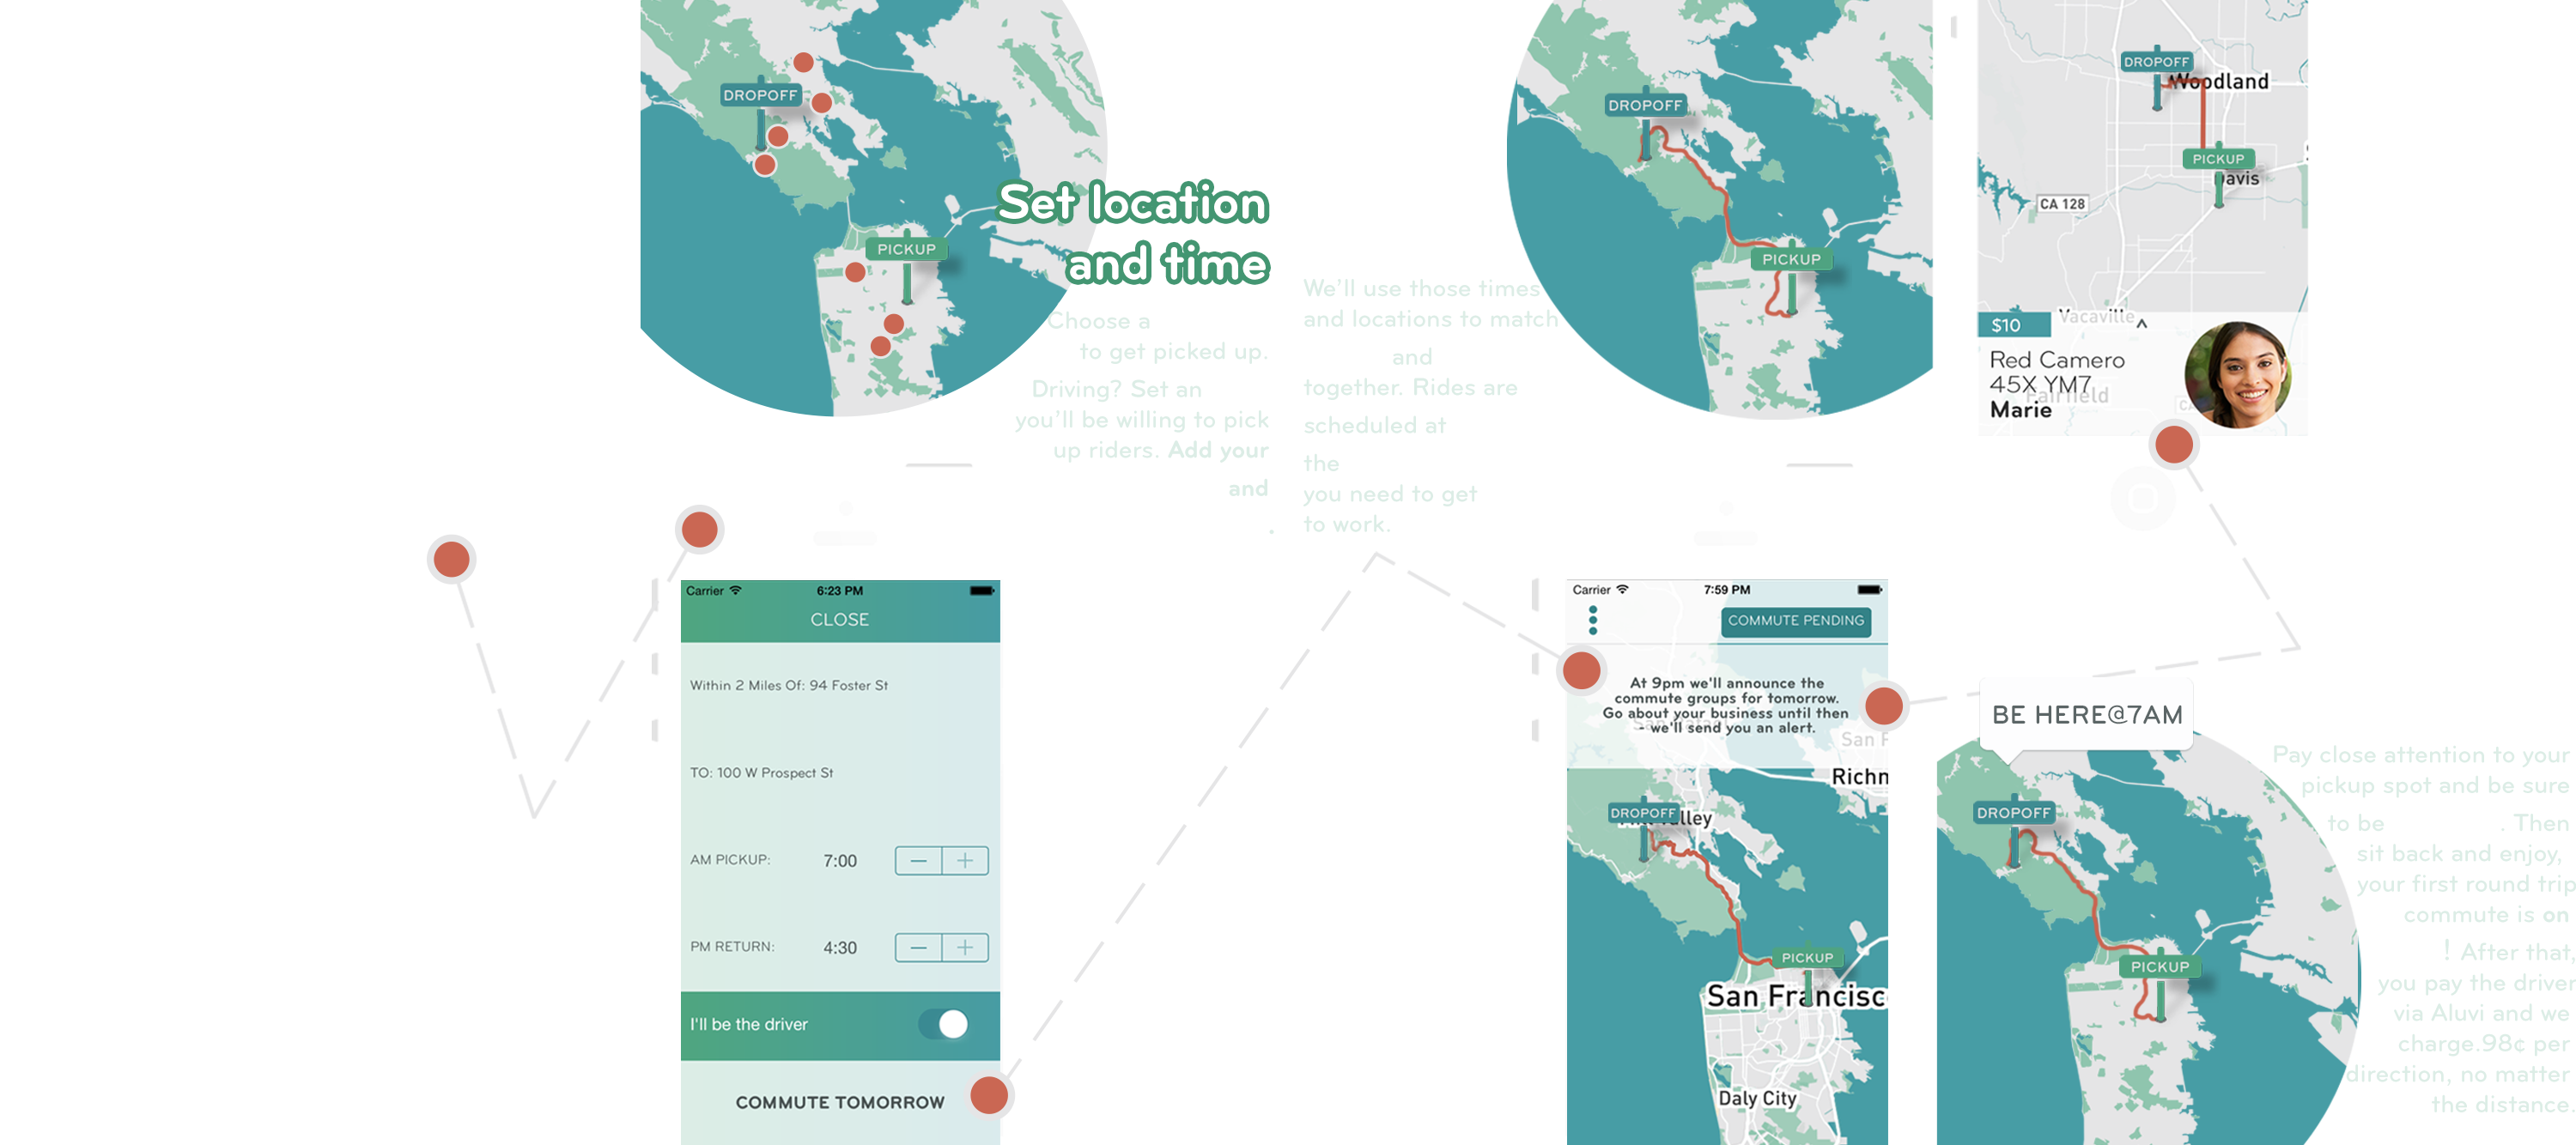 DROPOFF
PICKUP
Set location
and time
Choose a
to get picked up.
Driving? Set an
you'll be willing to pick
up riders. Add your
and
.
We'll use those times
and locations to match
and
together. Rides are
scheduled at
the
you need to get
to work.
DROPOFF
PICKUP
DROPOFF
Woodland
PICKUP
Davis
CA 128
Vacaville
$10
Red Camero
45X YM7
Fairfield
Marie
Carrier 6:23 PM
CLOSE
Within 2 Miles Of: 94 Foster St
TO: 100 W Prospect St
AM PICKUP: 7:00 − +
PM RETURN: 4:30 − +
I'll be the driver
COMMUTE TOMORROW
Carrier 7:59 PM
COMMUTE PENDING
At 9pm we'll announce the
commute groups for tomorrow.
Go about your business until then
- we'll send you an alert.
San F
Richm
DROPOFF
lley
PICKUP
San Francisc
Daly City
BE HERE@7AM
DROPOFF
PICKUP
Pay close attention to your
pickup spot and be sure
to be . Then
sit back and enjoy,
your first round trip
commute is on
! After that,
you pay the driver
via Aluvi and we
charge.98¢ per
direction, no matter
the distance.